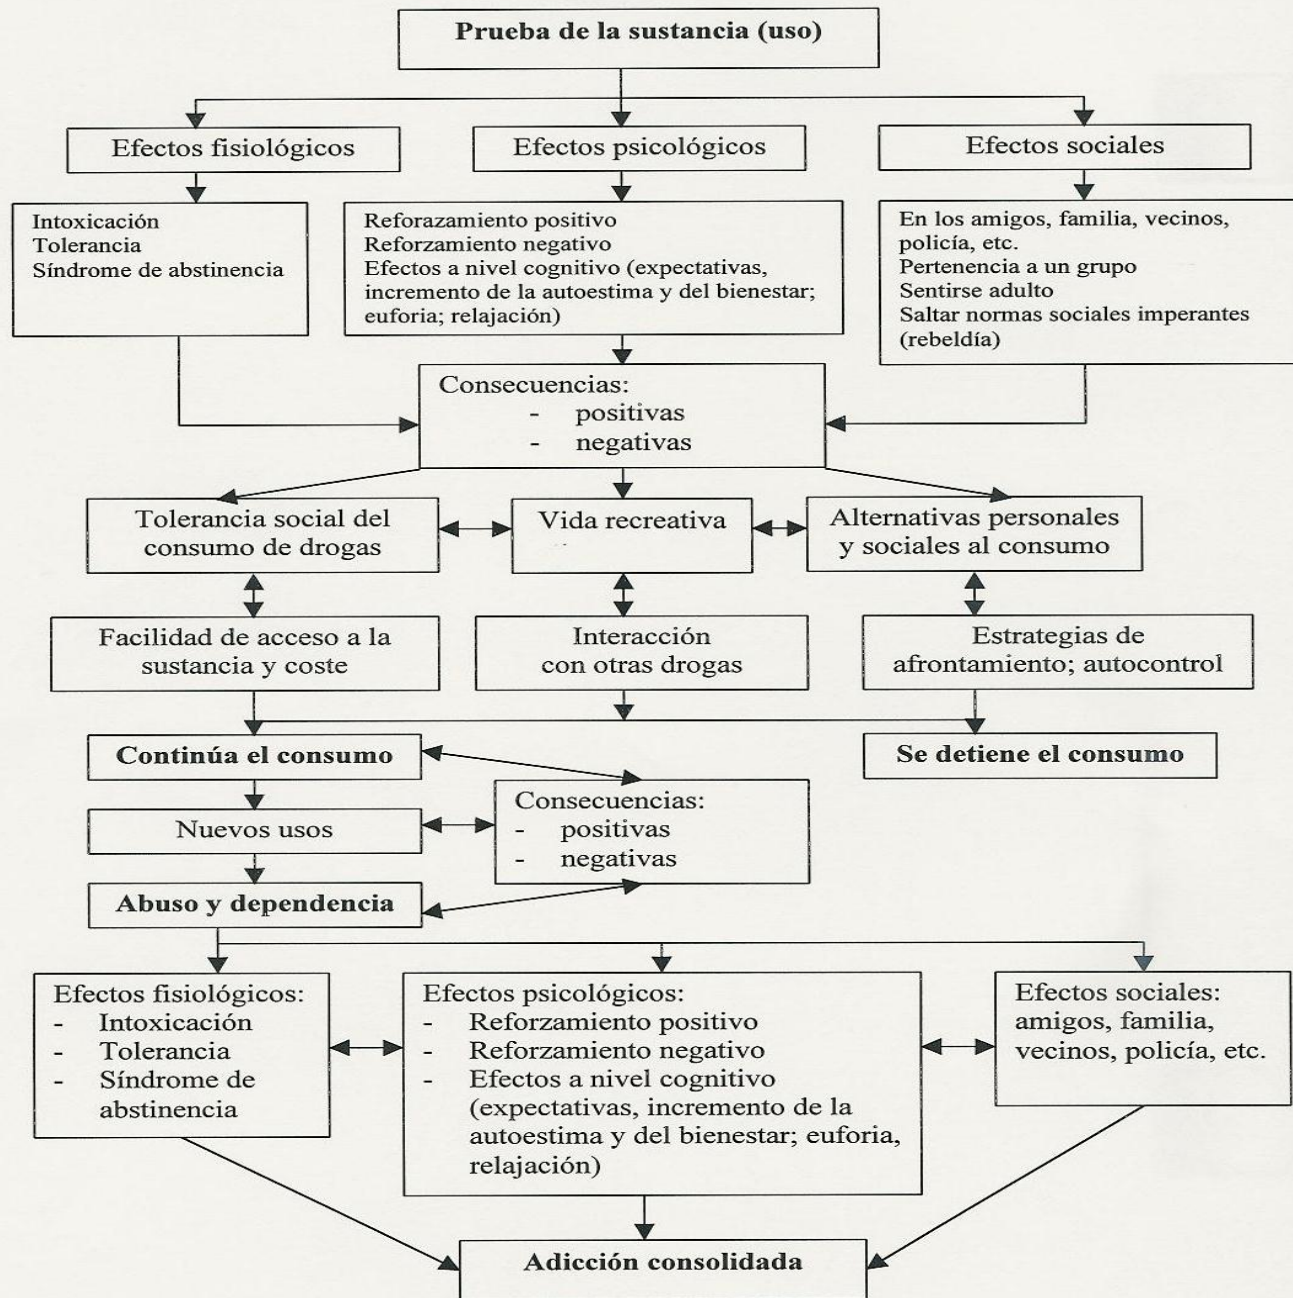 Prueba de la sustancia (uso)
Efectos fisiológicos
Efectos psicológicos
Efectos sociales
Intoxicación
Tolerancia
Síndrome de abstinencia
Reforazamiento positivo
Reforzamiento negativo
Efectos a nivel cognitivo (expectativas,
incremento de la autoestima y del bienestar;
euforia; relajación)
En los amigos, familia, vecinos,
policía, etc.
Pertenencia a un grupo
Sentirse adulto
Saltar normas sociales imperantes
(rebeldía)
Consecuencias:
- positivas
- negativas
Tolerancia social del
consumo de drogas
Vida recreativa
Alternativas personales
y sociales al consumo
Facilidad de acceso a la
sustancia y coste
Interacción
con otras drogas
Estrategias de
afrontamiento; autocontrol
Continúa el consumo
Se detiene el consumo
Nuevos usos
Consecuencias:
- positivas
- negativas
Abuso y dependencia
Efectos fisiológicos:
- Intoxicación
- Tolerancia
- Síndrome de
abstinencia
Efectos psicológicos:
- Reforzamiento positivo
- Reforzamiento negativo
- Efectos a nivel cognitivo
(expectativas, incremento de la
autoestima y del bienestar; euforia,
relajación)
Efectos sociales:
amigos, familia,
vecinos, policía, etc.
Adicción consolidada